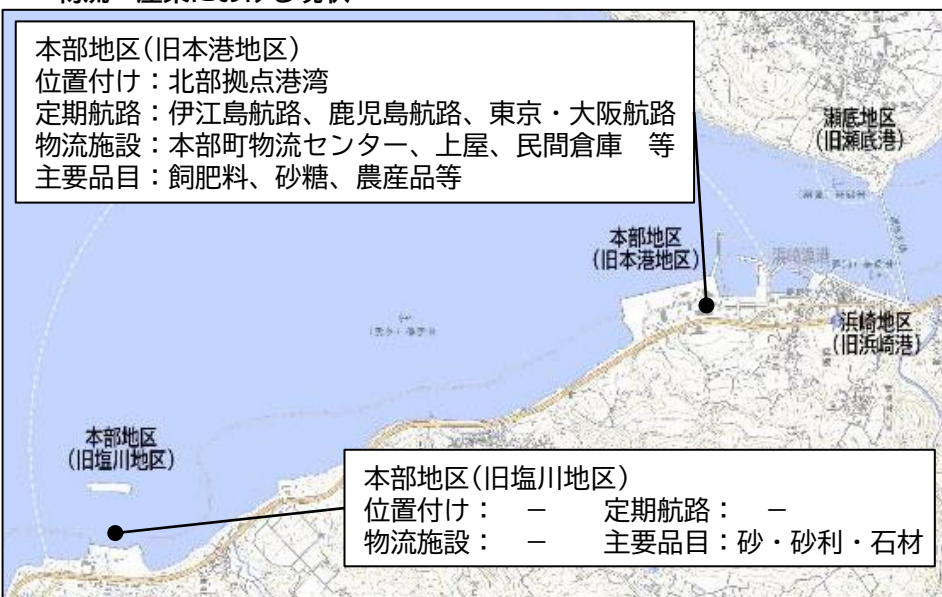 本部地区(旧本港地区)
位置付け：北部拠点港湾
定期航路：伊江島航路、鹿児島航路、東京・大阪航路
物流施設：本部町物流センター、上屋、民間倉庫　等
主要品目：飼肥料、砂糖、農産品等
瀬底地区
(旧瀬底港)
本部地区
(旧本港地区)
浜崎漁港
浜崎地区
(旧浜崎港)
本部地区
(旧塩川地区)
本部地区(旧塩川地区)
位置付け：　－　　定期航路：　－
物流施設：　－　　主要品目：砂・砂利・石材